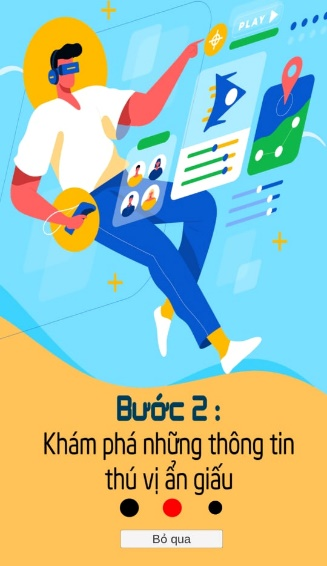 PLAY
Bước 2 :
Khám phá những thông tin
thú vị ẩn giấu
Bỏ qua